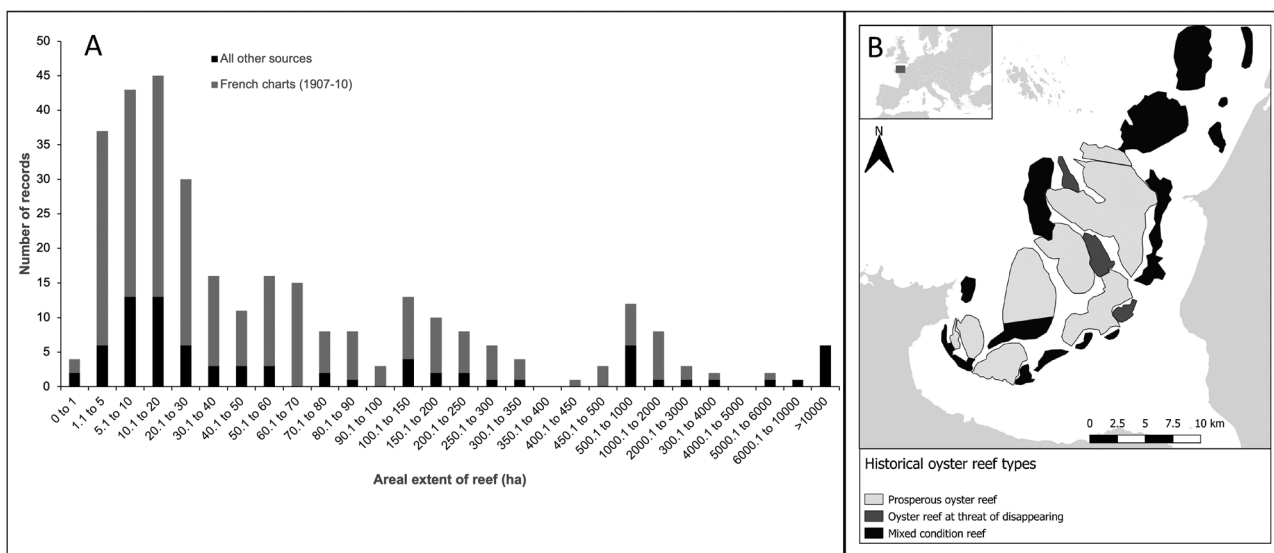 A
All other sources
French charts (1907-10)
Number of records
50
45
40
35
30
25
20
15
10
5
0
0 to 1
1.1 to 5
5.1 to 10
10.1 to 20
20.1 to 30
30.1 to 40
40.1 to 50
50.1 to 60
60.1 to 70
70.1 to 80
80.1 to 90
90.1 to 100
100.1 to 150
150.1 to 200
200.1 to 250
250.1 to 300
300.1 to 350
350.1 to 400
400.1 to 450
450.1 to 500
500.1 to 1000
1000.1 to 2000
2000.1 to 3000
300.1 to 4000
4000.1 to 5000
5000.1 to 6000
6000.1 to 10000
>10000
Areal extent of reef (ha)
B
N
0 2.5 5 7.5 10 km
Historical oyster reef types
Prosperous oyster reef
Oyster reef at threat of disappearing
Mixed condition reef